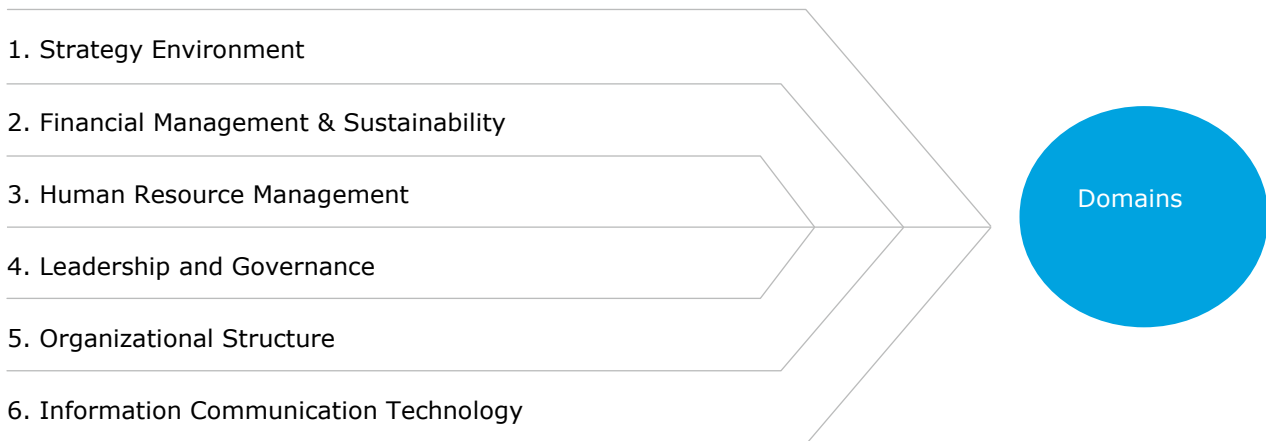 1. Strategy Environment
2. Financial Management & Sustainability
3. Human Resource Management
Domains
4. Leadership and Governance
5. Organizational Structure
6. Information Communication Technology